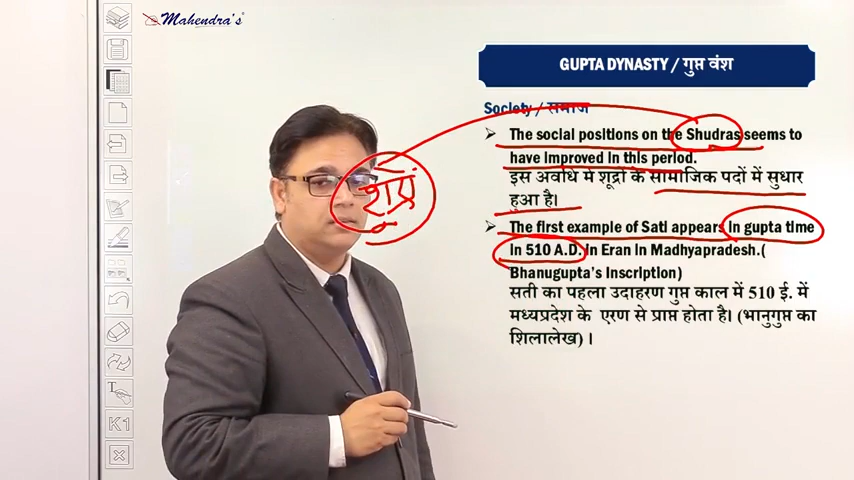 Mahendra's
GUPTA DYNASTY / गुप्त वंश
Society / समाज
The social positions on the Shudras seems to
have improved in this period.
इस अवधि में शूद्रों के सामाजिक पदों में सुधार
हुआ है।
The first example of Sati appears in gupta time
in 510 A.D. in Eran in Madhyapradesh.(
Bhanugupta's Inscription)
सती का पहला उदाहरण गुप्त काल में 510 ई. में
मध्यप्रदेश के एरण से प्राप्त होता है। (भानुगुप्त का
शिलालेख) ।
K1